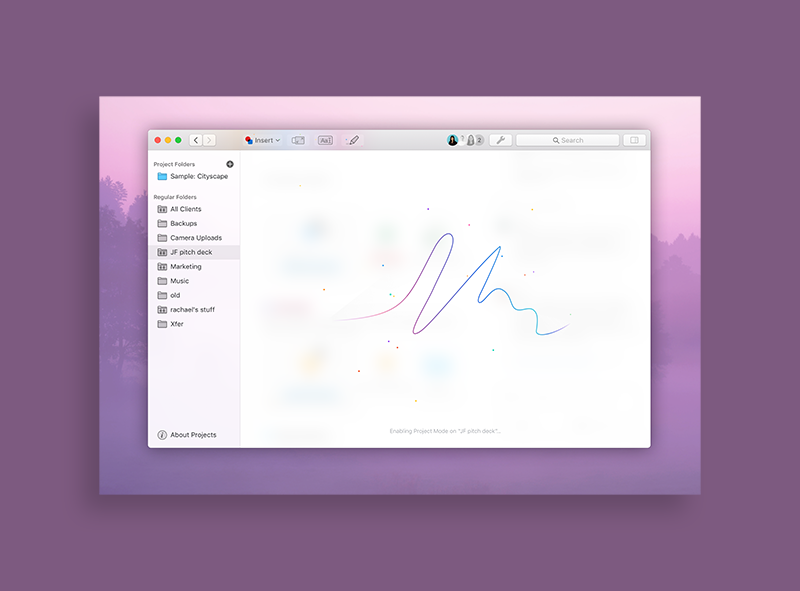 Insert
Aa
2
Search
Project Folders
Sample: Cityscape
Regular Folders
All Clients
Backups
Camera Uploads
JF pitch deck
Marketing
Music
old
rachael's stuff
Xfer
About Projects
Enabling Project Mode on "JF pitch deck"...